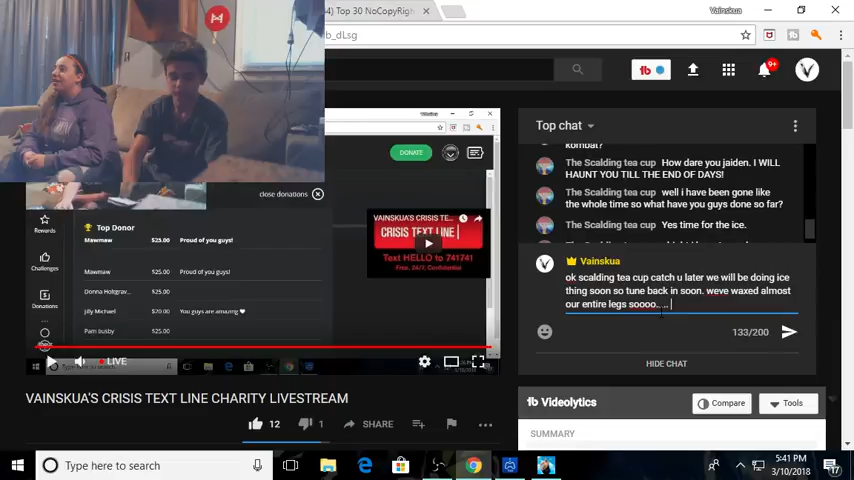 4) Top 30 NoCopyRigh
Vainskua
b_dLsg
9+
DONATE
close donations
Rewards
Challenges
Donations
Top Donor
Mawmaw $25.00 Proud of you guys!
Mawmaw $25.00 Proud of you guys!
Donna Holtgrav... $25.00
Jilly Michael $20.00 You guys are amazing
Pam busby $25.00
VAINSKUA'S CRISIS TE...
CRISIS TEXT LINE
Text HELLO to 741741
Free, 24/7, Confidential
LIVE
VAINSKUA'S CRISIS TEXT LINE CHARITY LIVESTREAM
12
1
SHARE
Top chat
kombat?
The Scalding tea cup How dare you jaiden. I WILL
HAUNT YOU TILL THE END OF DAYS!
The Scalding tea cup well i have been gone like
the whole time so what have you guys done so far?
The Scalding tea cup Yes time for the ice.
Vainskua
ok scalding tea cup catch u later we will be doing ice
thing soon so tune back in soon. weve waxed almost
our entire legs soooo.....
133/200
HIDE CHAT
Videolytics
Compare
Tools
SUMMARY
Type here to search
5:41 PM
3/10/2018
17